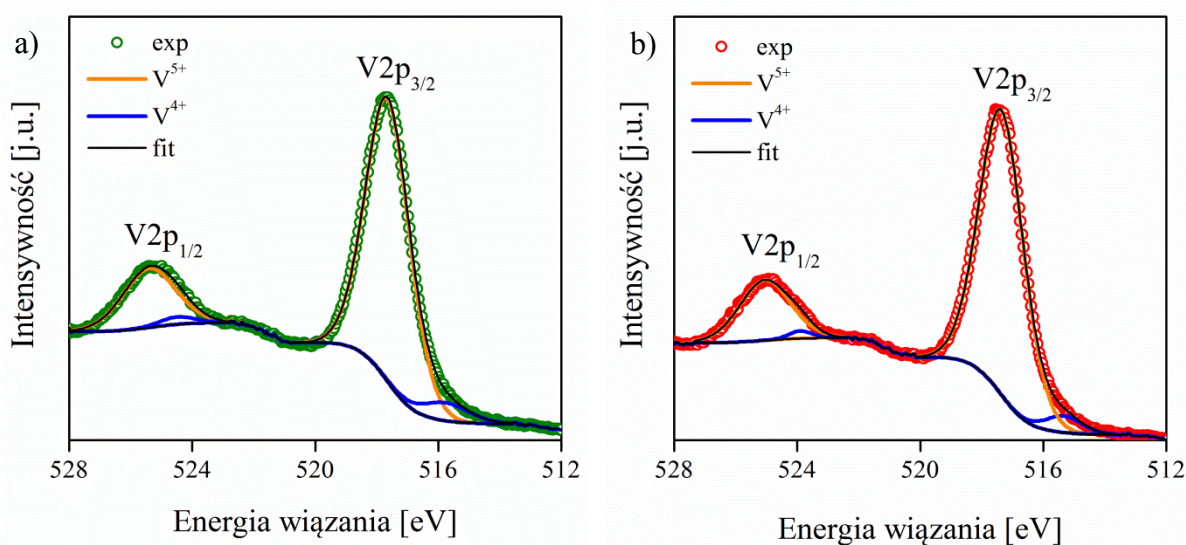 a)
exp
V⁵⁺
V⁴⁺
fit
V2p₃/₂
V2p₁/₂
Intensywność [j.u.]
528 524 520 516 512
Energia wiązania [eV]
b)
exp
V⁵⁺
V⁴⁺
fit
V2p₃/₂
V2p₁/₂
Intensywność [j.u.]
528 524 520 516 512
Energia wiązania [eV]